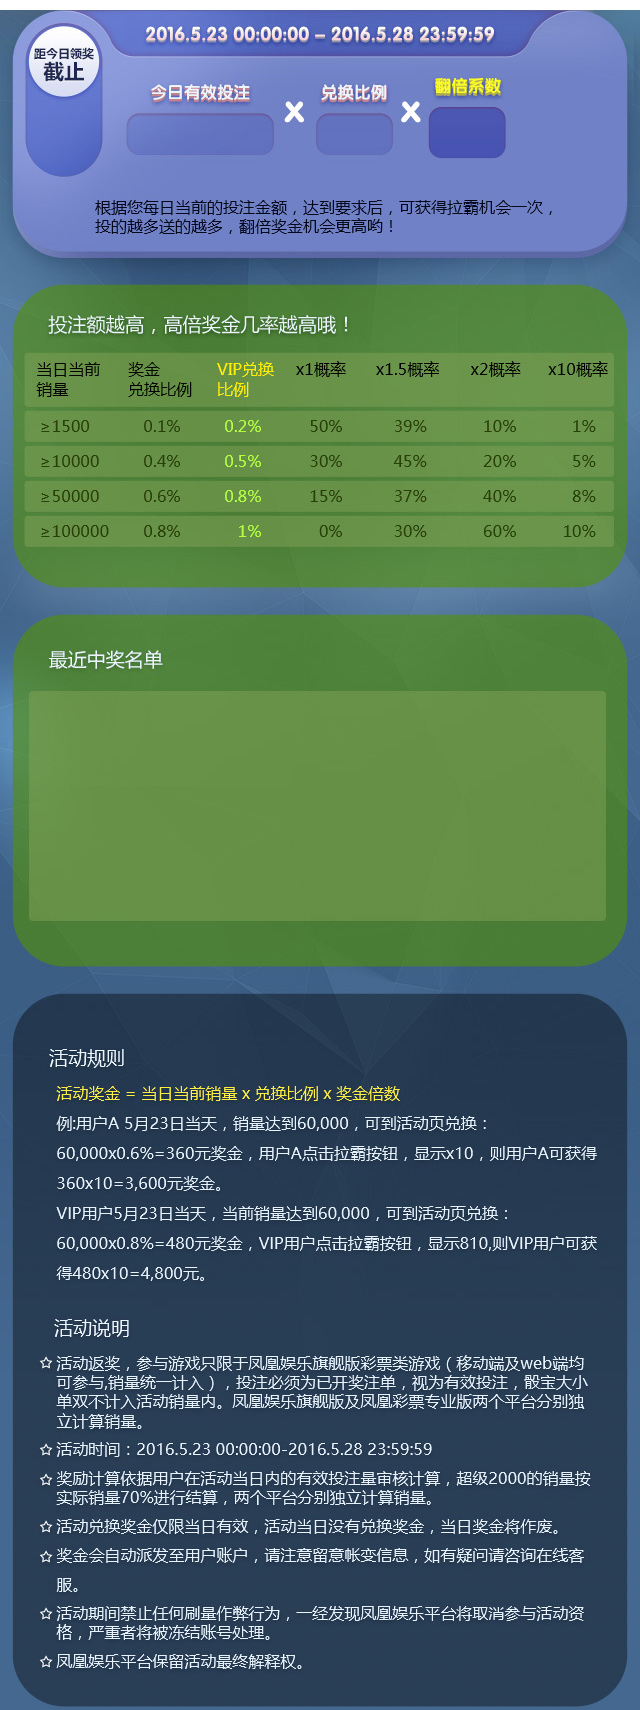 2016.5.23 00:00:00 – 2016.5.28 23:59:59
距今日领奖
截止
今日有效投注 x 兑换比例 x 翻倍系数
根据您每日当前的投注金额，达到要求后，可获得拉霸机会一次，
投的越多送的越多，翻倍奖金机会更高哟！
投注额越高，高倍奖金几率越高哦！
当日当前销量 奖金兑换比例 VIP兑换比例 x1概率 x1.5概率 x2概率 x10概率
≥1500 0.1% 0.2% 50% 39% 10% 1%
≥10000 0.4% 0.5% 30% 45% 20% 5%
≥50000 0.6% 0.8% 15% 37% 40% 8%
≥100000 0.8% 1% 0% 30% 60% 10%
最近中奖名单
活动规则
活动奖金 = 当日当前销量 x 兑换比例 x 奖金倍数
例:用户A 5月23日当天，销量达到60,000，可到活动页兑换：
60,000x0.6%=360元奖金，用户A点击拉霸按钮，显示x10，则用户A可获得
360x10=3,600元奖金。
VIP用户5月23日当天，当前销量达到60,000，可到活动页兑换：
60,000x0.8%=480元奖金，VIP用户点击拉霸按钮，显示810,则VIP用户可获
得480x10=4,800元。
活动说明
活动返奖，参与游戏只限于凤凰娱乐旗舰版彩票类游戏（移动端及web端均
可参与,销量统一计入），投注必须为已开奖注单，视为有效投注，骰宝大小
单双不计入活动销量内。凤凰娱乐旗舰版及凤凰彩票专业版两个平台分别独
立计算销量。
活动时间：2016.5.23 00:00:00-2016.5.28 23:59:59
奖励计算依据用户在活动当日内的有效投注量审核计算，超级2000的销量按
实际销量70%进行结算，两个平台分别独立计算销量。
活动兑换奖金仅限当日有效，活动当日没有兑换奖金，当日奖金将作废。
奖金会自动派发至用户账户，请注意留意帐变信息，如有疑问请咨询在线客
服。
活动期间禁止任何刷量作弊行为，一经发现凤凰娱乐平台将取消参与活动资
格，严重者将被冻结账号处理。
凤凰娱乐平台保留活动最终解释权。